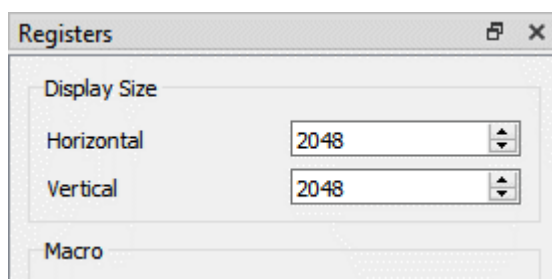 Registers
Display Size
Horizontal 2048
Vertical 2048
Macro